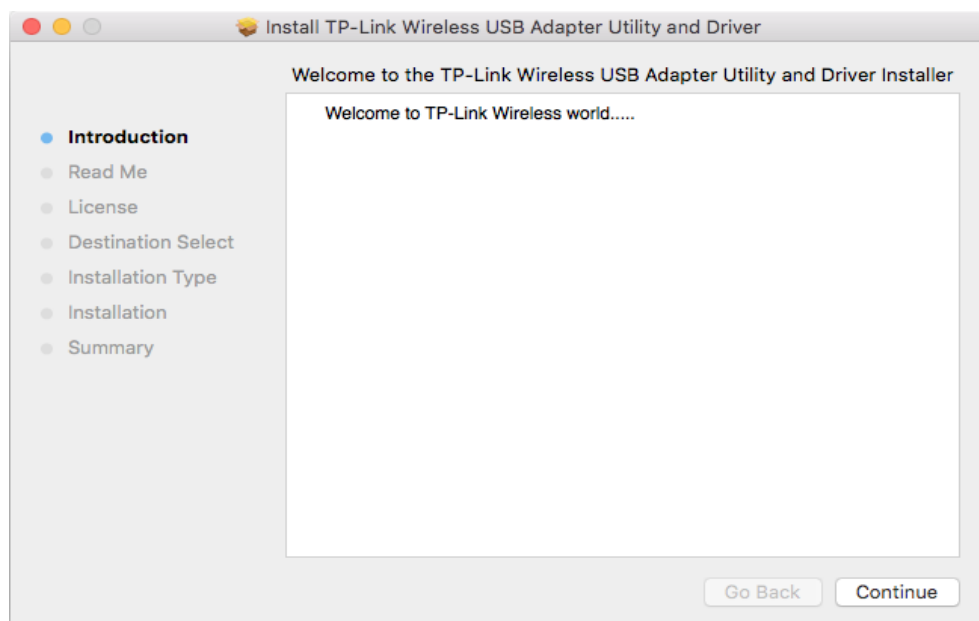 Install TP-Link Wireless USB Adapter Utility and Driver
Welcome to the TP-Link Wireless USB Adapter Utility and Driver Installer
Welcome to TP-Link Wireless world.....
Introduction
Read Me
License
Destination Select
Installation Type
Installation
Summary
Go Back
Continue